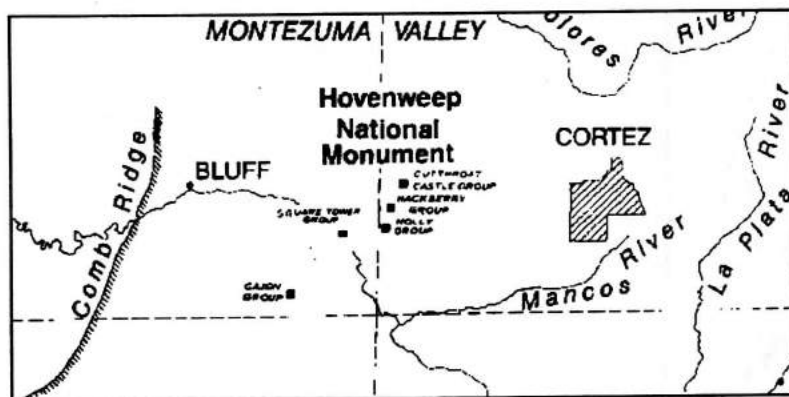 MONTEZUMA VALLEY
Dolores River
Hovenweep
National
Monument
CORTEZ
BLUFF
Comb Ridge
CUTTHROAT
CASTLE GROUP
HACKBERRY
GROUP
HOLLY
GROUP
SQUARE TOWER
GROUP
CAJON
GROUP
Mancos River
La Plata River